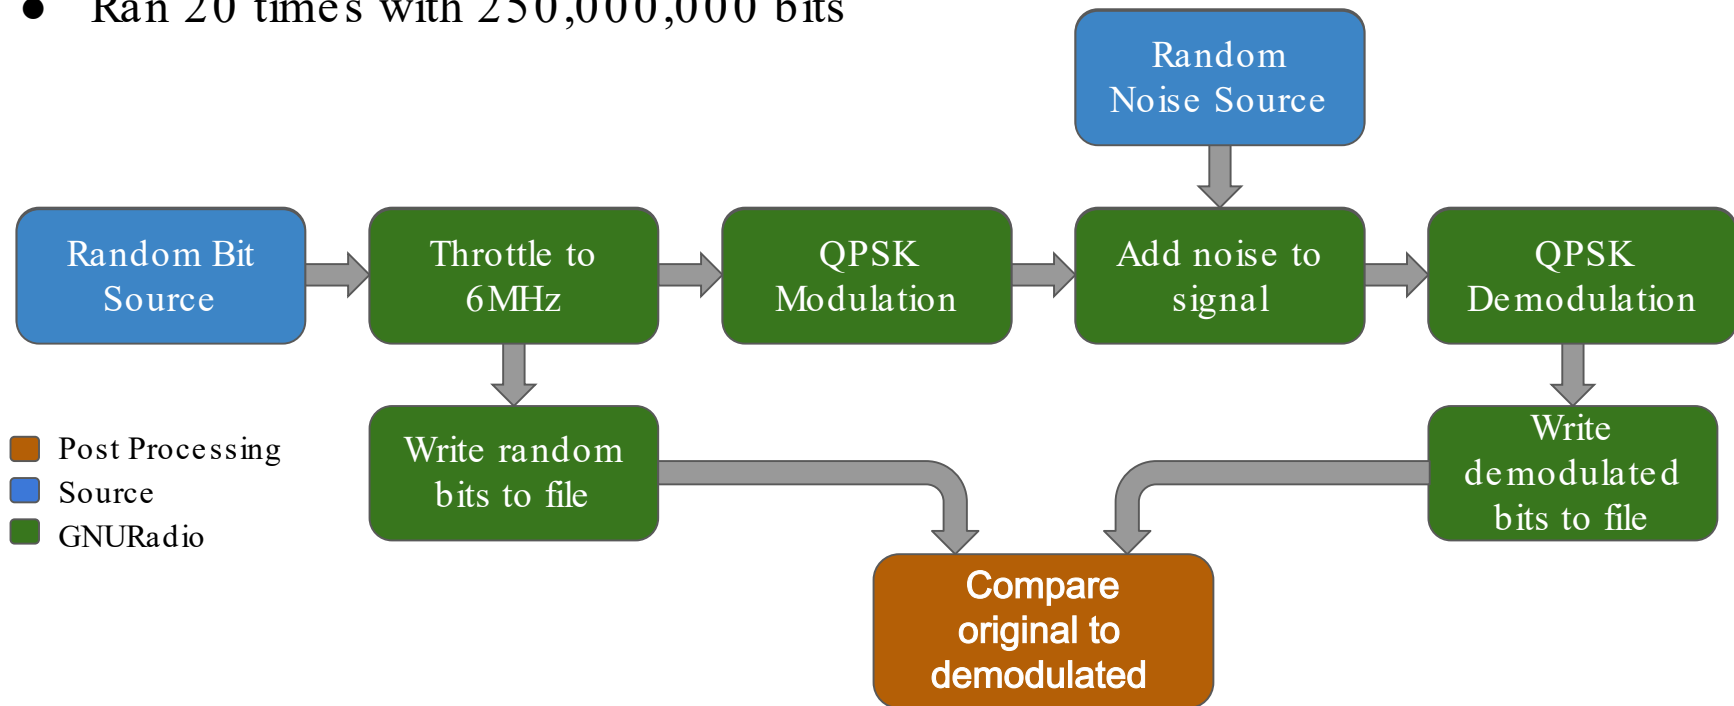 ● Ran 20 times with 250,000,000 bits
Random
Noise Source
Random Bit
Source
Throttle to
6MHz
QPSK
Modulation
Add noise to
signal
QPSK
Demodulation
Write random
bits to file
Write
demodulated
bits to file
Post Processing
Source
GNURadio
Compare
original to
demodulated